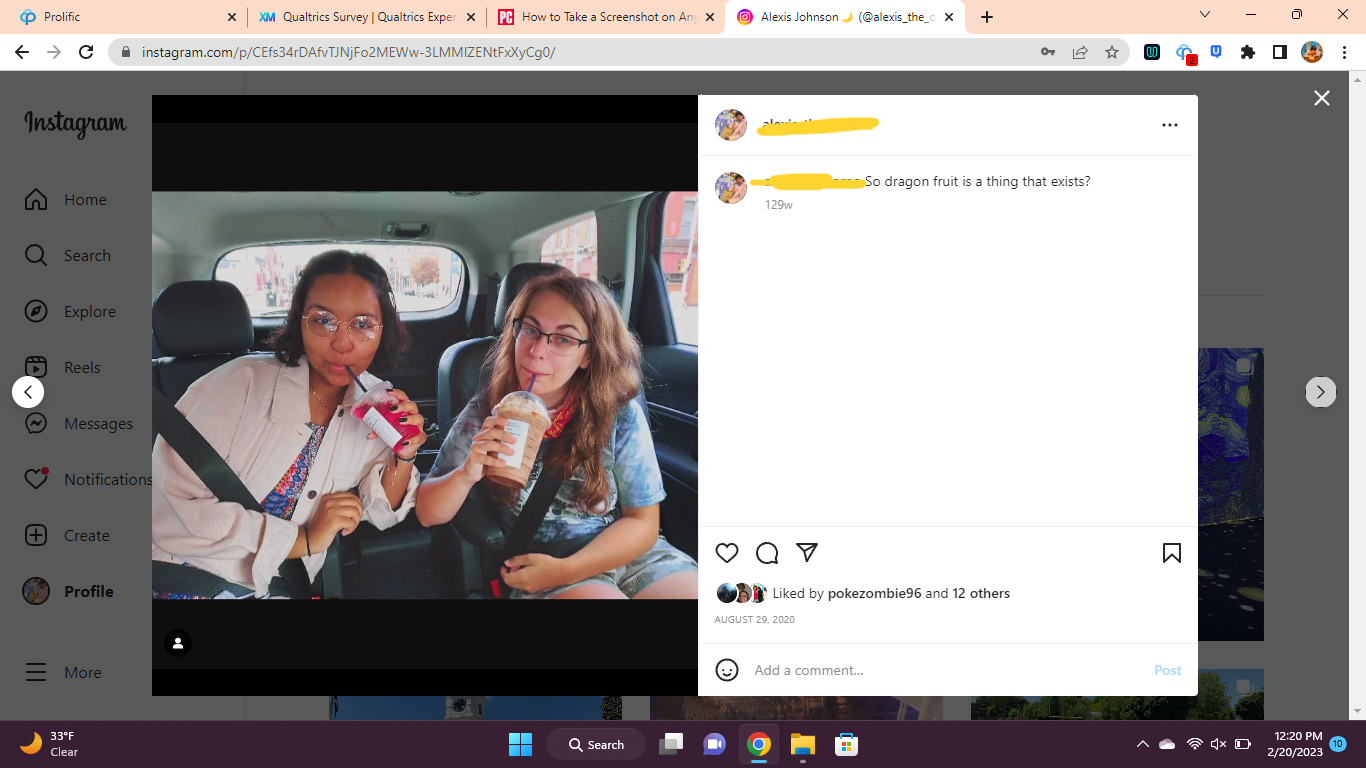 Prolific
Qualtrics Survey | Qualtrics Exper
How to Take a Screenshot on Any
Alexis Johnson🌙 (@alexis_the_
instagram.com/p/CEfs34rDAfvTJNjFo2MEWw-3LMMIZENtFxXyCg0/
2
Instagram
Home
Search
Explore
Reels
Messages
Notifications
Create
Profile
More
So dragon fruit is a thing that exists?
129w
Liked by pokezombie96 and 12 others
AUGUST 29, 2020
Add a comment...
Post
33°F
Clear
Search
12:20 PM
2/20/2023
10